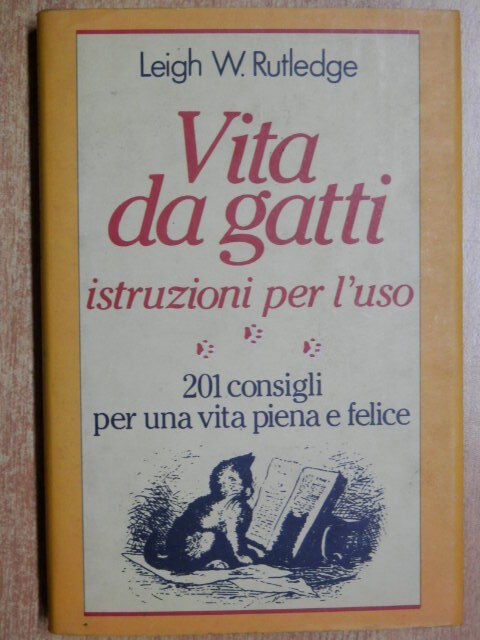 Leigh W. Rutledge
Vita
da gatti
istruzioni per l'uso
201 consigli
per una vita piena e felice